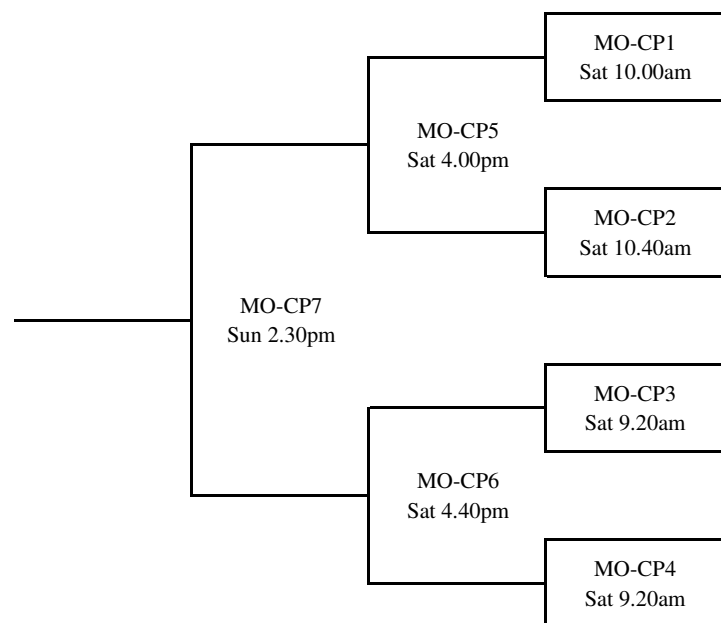 MO-CP1
Sat 10.00am
MO-CP5
Sat 4.00pm
MO-CP2
Sat 10.40am
MO-CP7
Sun 2.30pm
MO-CP3
Sat 9.20am
MO-CP6
Sat 4.40pm
MO-CP4
Sat 9.20am